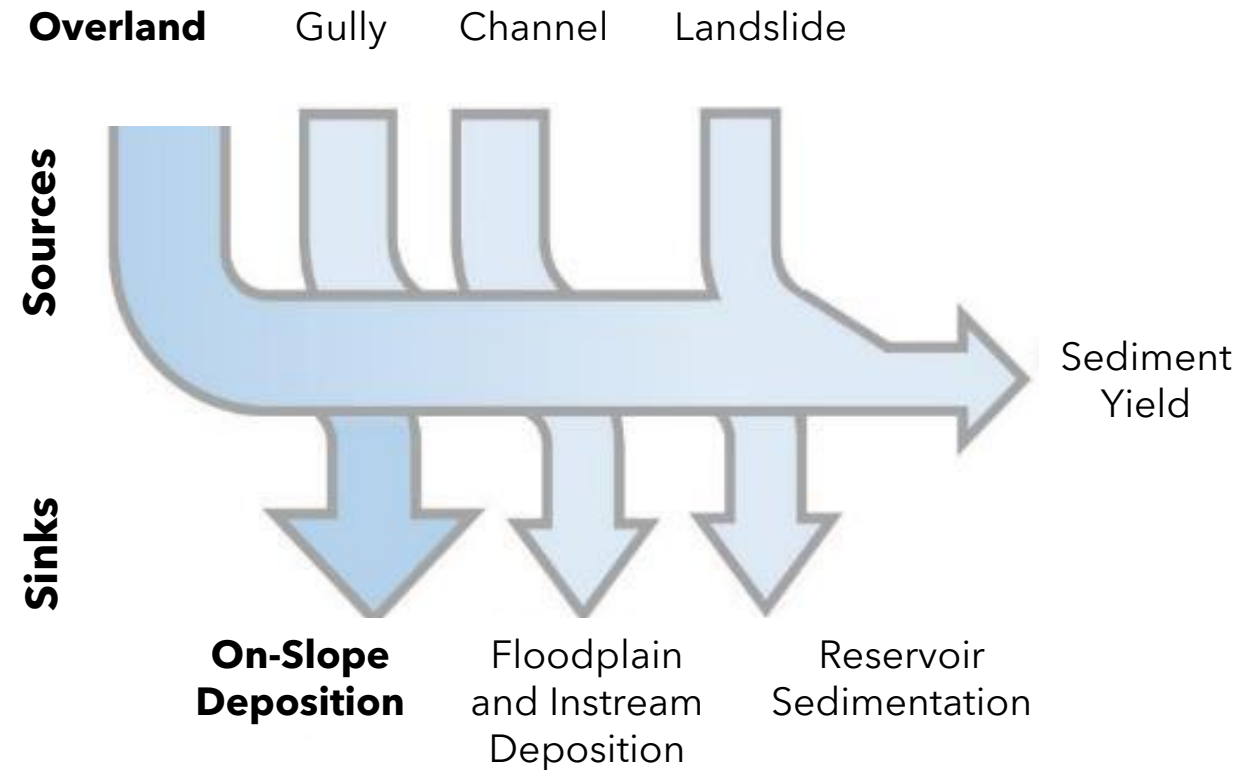 Overland Gully Channel Landslide
Sources
Sediment
Yield
Sinks
On-Slope
Deposition
Floodplain
and Instream
Deposition
Reservoir
Sedimentation